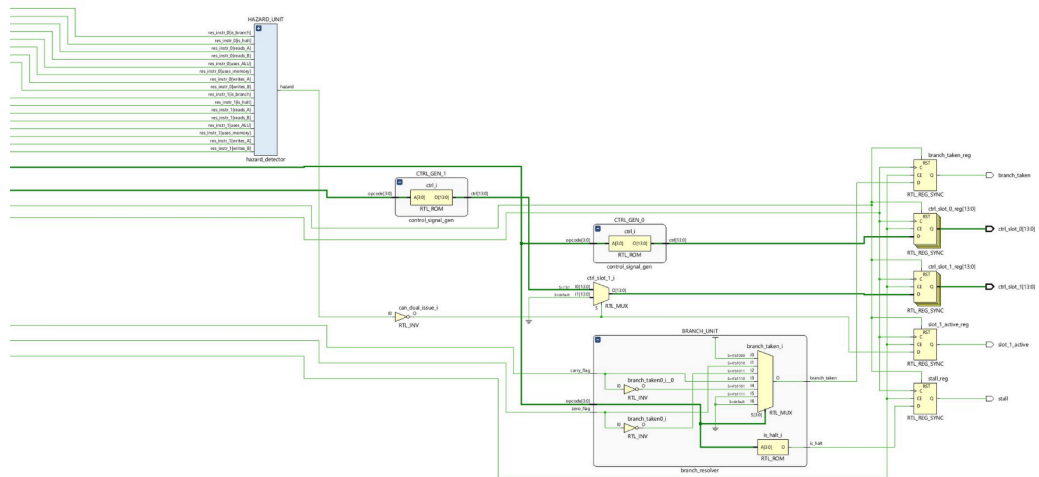 HAZARD_UNIT
res_instr_0[is_branch]
res_instr_0[is_halt]
res_instr_0[reads_A]
res_instr_0[reads_B]
res_instr_0[uses_ALU]
res_instr_0[uses_memory]
res_instr_0[writes_A]
res_instr_0[writes_B]
res_instr_1[is_branch]
res_instr_1[is_halt]
res_instr_1[reads_A]
res_instr_1[reads_B]
res_instr_1[uses_ALU]
res_instr_1[uses_memory]
res_instr_1[writes_A]
res_instr_1[writes_B]
hazard
hazard_detector
CTRL_GEN_1
ctrl_i
opcode[3:0]
A[3:0] O[13:0]
ctrl[13:0]
RTL_ROM
control_signal_gen
CTRL_GEN_0
ctrl_i
opcode[3:0]
A[3:0] O[13:0]
ctrl[13:0]
RTL_ROM
control_signal_gen
ctrl_slot_1_i
I0[13:0]
S=default I1[13:0]
O[13:0]
S
RTL_MUX
can_dual_issue_i
I0 O
RTL_INV
BRANCH_UNIT
branch_taken_i
I0
I1
I2
I3
I4
I5
S=default I6
O
S[3:0]
RTL_MUX
branch_taken
carry_flag
branch_taken0_i__0
I0 O
RTL_INV
opcode[3:0]
zero_flag
branch_taken0_i
I0 O
RTL_INV
is_halt_i
A[3:0] O
is_halt
RTL_ROM
branch_resolver
branch_taken_reg
RST
C
CE Q
D
RTL_REG_SYNC
branch_taken
ctrl_slot_0_reg[13:0]
RST
C
CE Q
D
RTL_REG_SYNC
ctrl_slot_0[13:0]
ctrl_slot_1_reg[13:0]
RST
C
CE Q
D
RTL_REG_SYNC
ctrl_slot_1[13:0]
slot_1_active_reg
RST
C
CE Q
D
RTL_REG_SYNC
slot_1_active
stall_reg
RST
C
CE Q
D
RTL_REG_SYNC
stall